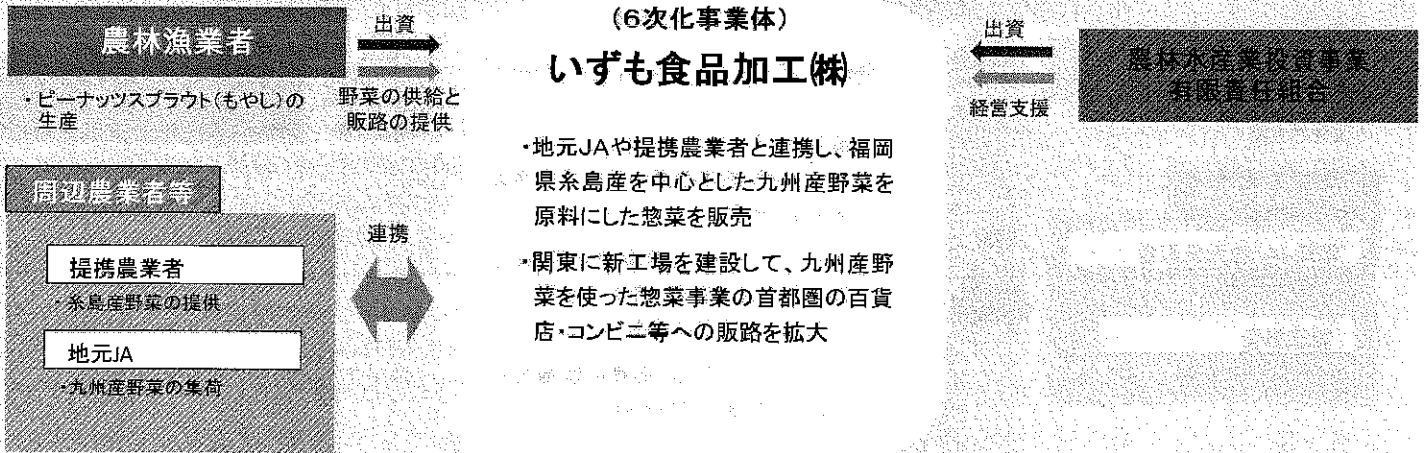 農林漁業者
・ピーナッツスプラウト(もやし)の
生産
出資
野菜の供給と
販路の提供
周辺農業者等
提携農業者
・糸島産野菜の提供
地元JA
・九州産野菜の集荷
連携
(6次化事業体)
いずも食品加工㈱
・地元JAや提携農業者と連携し、福岡
県糸島産を中心とした九州産野菜を
原料にした惣菜を販売
・関東に新工場を建設して、九州産野
菜を使った惣菜事業の首都圏の百貨
店・コンビニ等への販路を拡大
出資
経営支援
農林水産業投資事業
有限責任組合